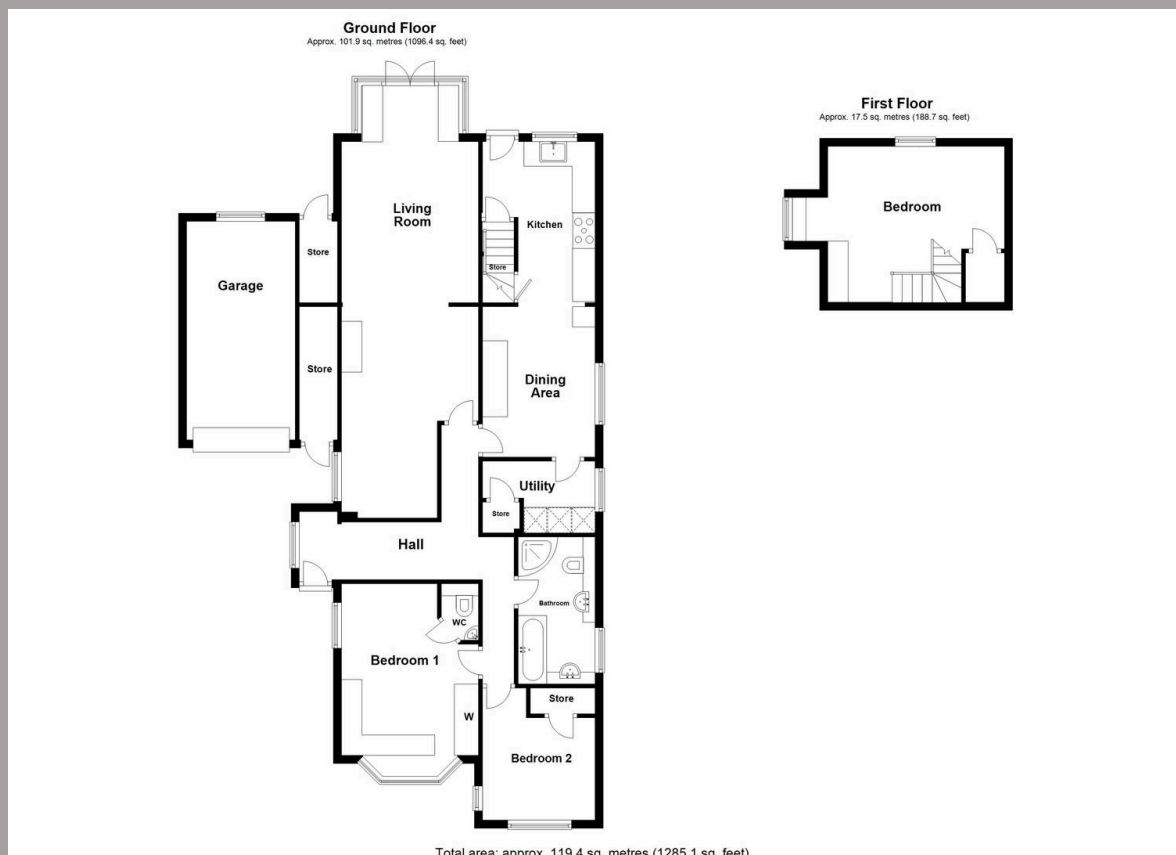 Ground Floor
Approx. 101.9 sq. metres (1096.4 sq. feet)
First Floor
Approx. 17.5 sq. metres (188.7 sq. feet)
Living
Room
Bedroom
Kitchen
Store
Store
Garage
Store
Dining
Area
Utility
Store
Hall
Bathroom
WC
Bedroom 1
Store
W
Bedroom 2
Total area: approx. 119.4 sq. metres (1285.1 sq. feet)